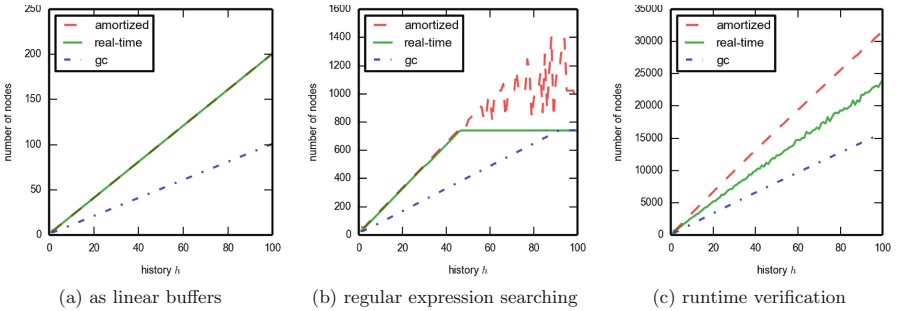 250
200
150
100
50
0
number of nodes
amortized
real-time
gc
0 20 40 60 80 100
history h
(a) as linear buffers
1600
1400
1200
1000
800
600
400
200
0
number of nodes
amortized
real-time
gc
0 20 40 60 80 100
history h
(b) regular expression searching
35000
30000
25000
20000
15000
10000
5000
0
number of nodes
amortized
real-time
gc
0 20 40 60 80 100
history h
(c) runtime verification